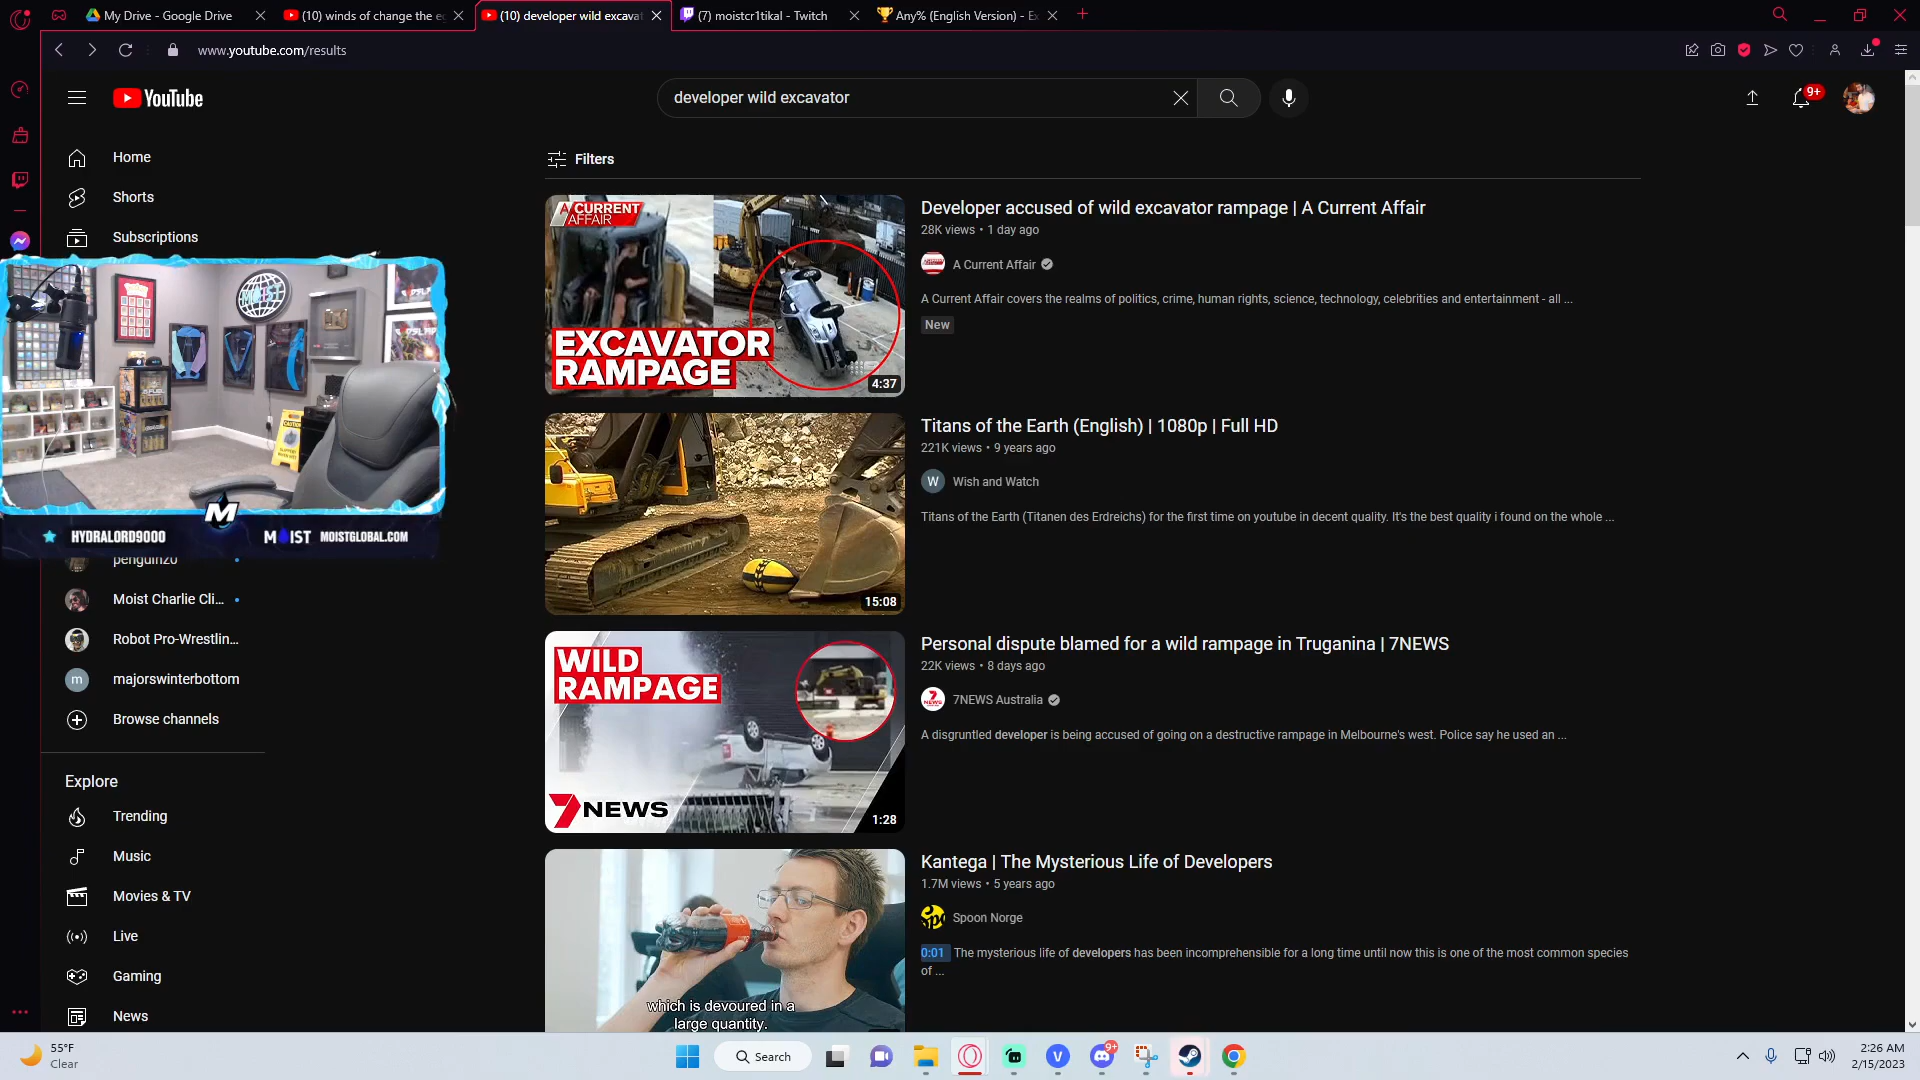 My Drive - Google Drive
(10) winds of change the e
(10) developer wild excavat
(7) moistcr1tikal - Twitch
Any% (English Version) - E
www.youtube.com/results
YouTube
developer wild excavator
9+
Home
Shorts
Subscriptions
MOIST
CAUTION
HYDRALORD9000
M
MOIST
MOISTGLOBAL.COM
penguinz0
Moist Charlie Cli...
Robot Pro-Wrestlin...
m
majorswinterbottom
Browse channels
Explore
Trending
Music
Movies & TV
Live
Gaming
News
Filters
A CURRENT
AFFAIR
EXCAVATOR
RAMPAGE
4:37
Developer accused of wild excavator rampage | A Current Affair
28K views • 1 day ago
A Current Affair
A Current Affair covers the realms of politics, crime, human rights, science, technology, celebrities and entertainment - all ...
New
15:08
Titans of the Earth (English) | 1080p | Full HD
221K views • 9 years ago
W
Wish and Watch
Titans of the Earth (Titanen des Erdreichs) for the first time on youtube in decent quality. It's the best quality i found on the whole ...
WILD
RAMPAGE
7NEWS
1:28
Personal dispute blamed for a wild rampage in Truganina | 7NEWS
22K views • 8 days ago
7NEWS Australia
A disgruntled developer is being accused of going on a destructive rampage in Melbourne's west. Police say he used an ...
which is devoured in a
large quantity.
Kantega | The Mysterious Life of Developers
1.7M views • 5 years ago
Spoon Norge
0:01 The mysterious life of developers has been incomprehensible for a long time until now this is one of the most common species
of ...
55°F
Clear
Search
V
9+
2:26 AM
2/15/2023